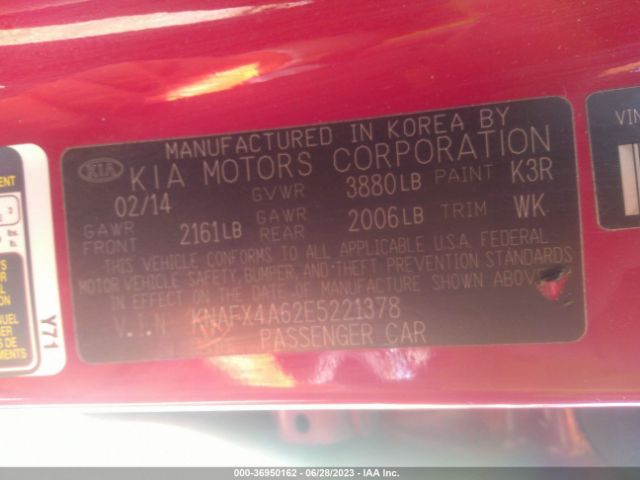 MANUFACTURED IN KOREA BY
KIA KIA MOTORS CORPORATION
02/14 GVWR 3880LB PAINT K3R
GAWR FRONT 2161LB GAWR REAR 2006LB TRIM WK
THIS VEHICLE CONFORMS TO ALL APPLICABLE U.S.A. FEDERAL
MOTOR VEHICLE SAFETY, BUMPER, AND THEFT PREVENTION STANDARDS
IN EFFECT ON THE DATE OF MANUFACTURE SHOWN ABOVE
V.I.N KNAFX4A62E5221378
PASSENGER CAR
Y71
VIN
000-36950162 - 06/28/2023 - IAAI Inc.